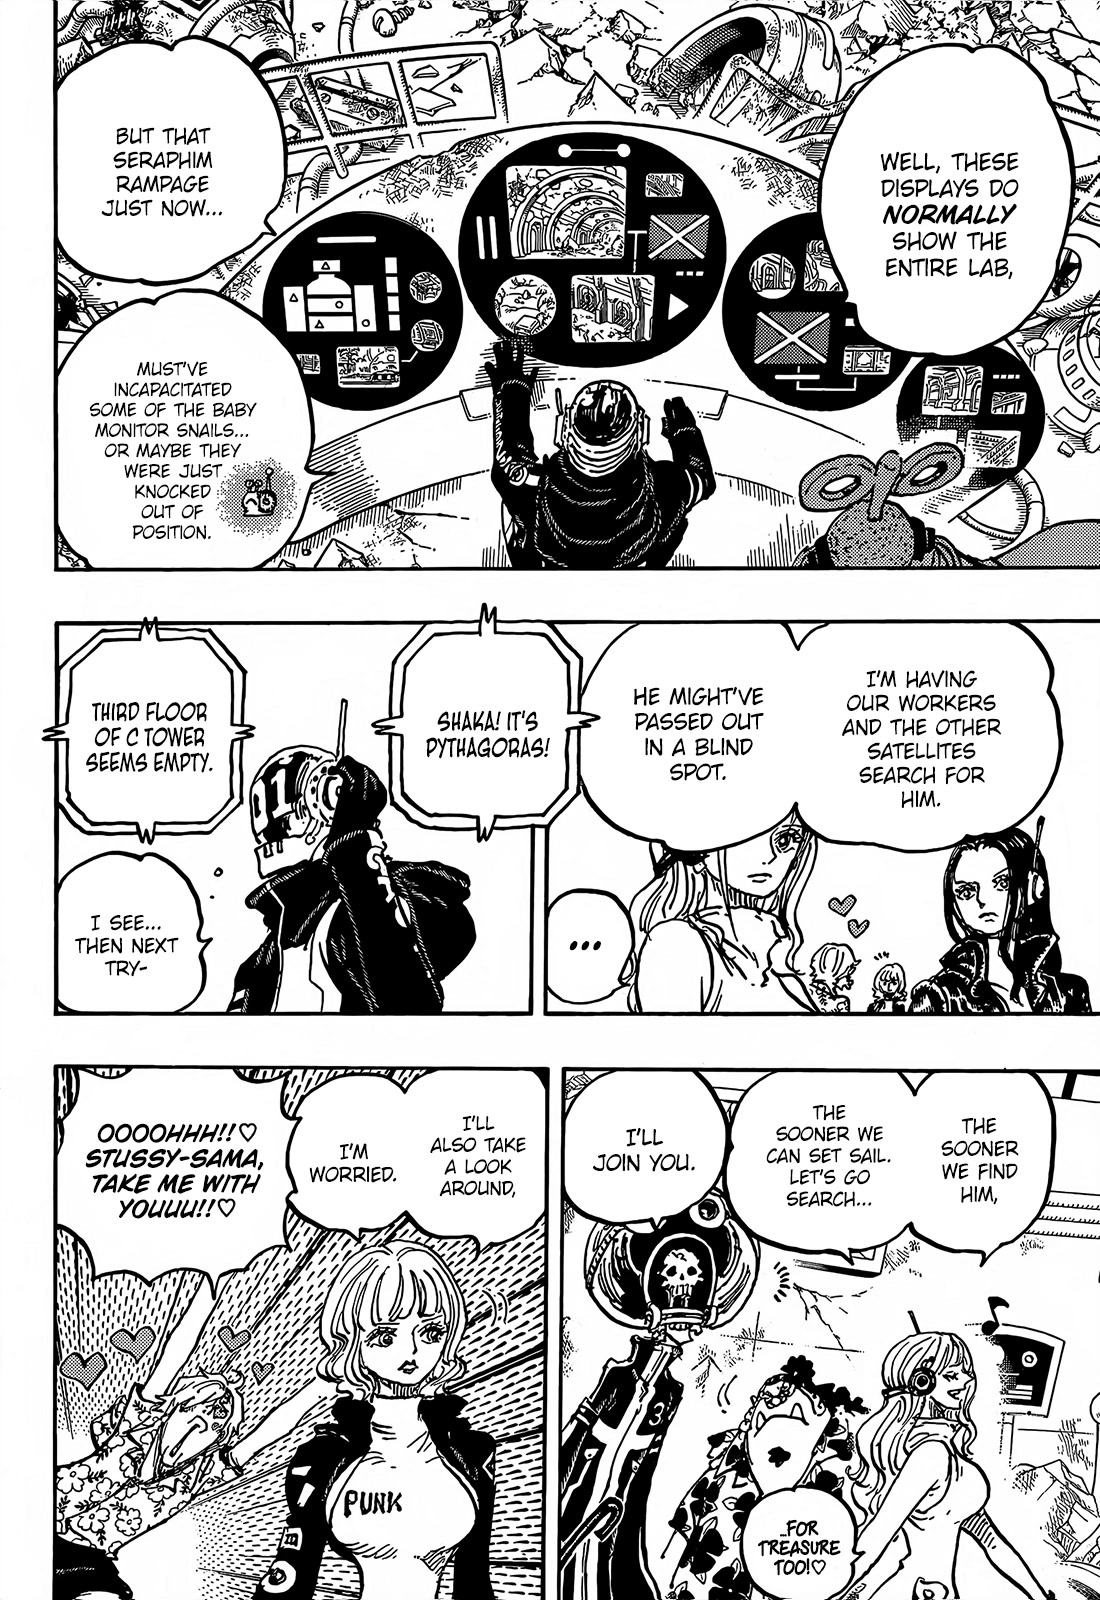 WELL, THESE
DISPLAYS DO
NORMALLY
SHOW THE
ENTIRE LAB,
BUT THAT
SERAPHIM
RAMPAGE
JUST NOW...
MUST'VE
INCAPACITATED
SOME OF THE BABY
MONITOR SNAILS...
OR MAYBE THEY
WERE JUST
KNOCKED
OUT OF
POSITION.
I'M HAVING
OUR WORKERS
AND THE OTHER
SATELLITES
SEARCH FOR
HIM.
HE MIGHT'VE
PASSED OUT
IN A BLIND
SPOT.
...
SHAKA! IT'S
PYTHAGORAS!
THIRD FLOOR
OF C TOWER
SEEMS EMPTY.
I SEE...
THEN NEXT
TRY-
THE
SOONER
WE FIND
HIM,
THE
SOONER WE
CAN SET SAIL.
LET'S GO
SEARCH...
..FOR
TREASURE
TOO!♡
I'LL
JOIN YOU.
3
8
I'LL
ALSO TAKE
A LOOK
AROUND,
I'M
WORRIED.
OOOOHHH!!♡
STUSSY-SAMA,
TAKE ME WITH
YOUUU!!♡
PUNK